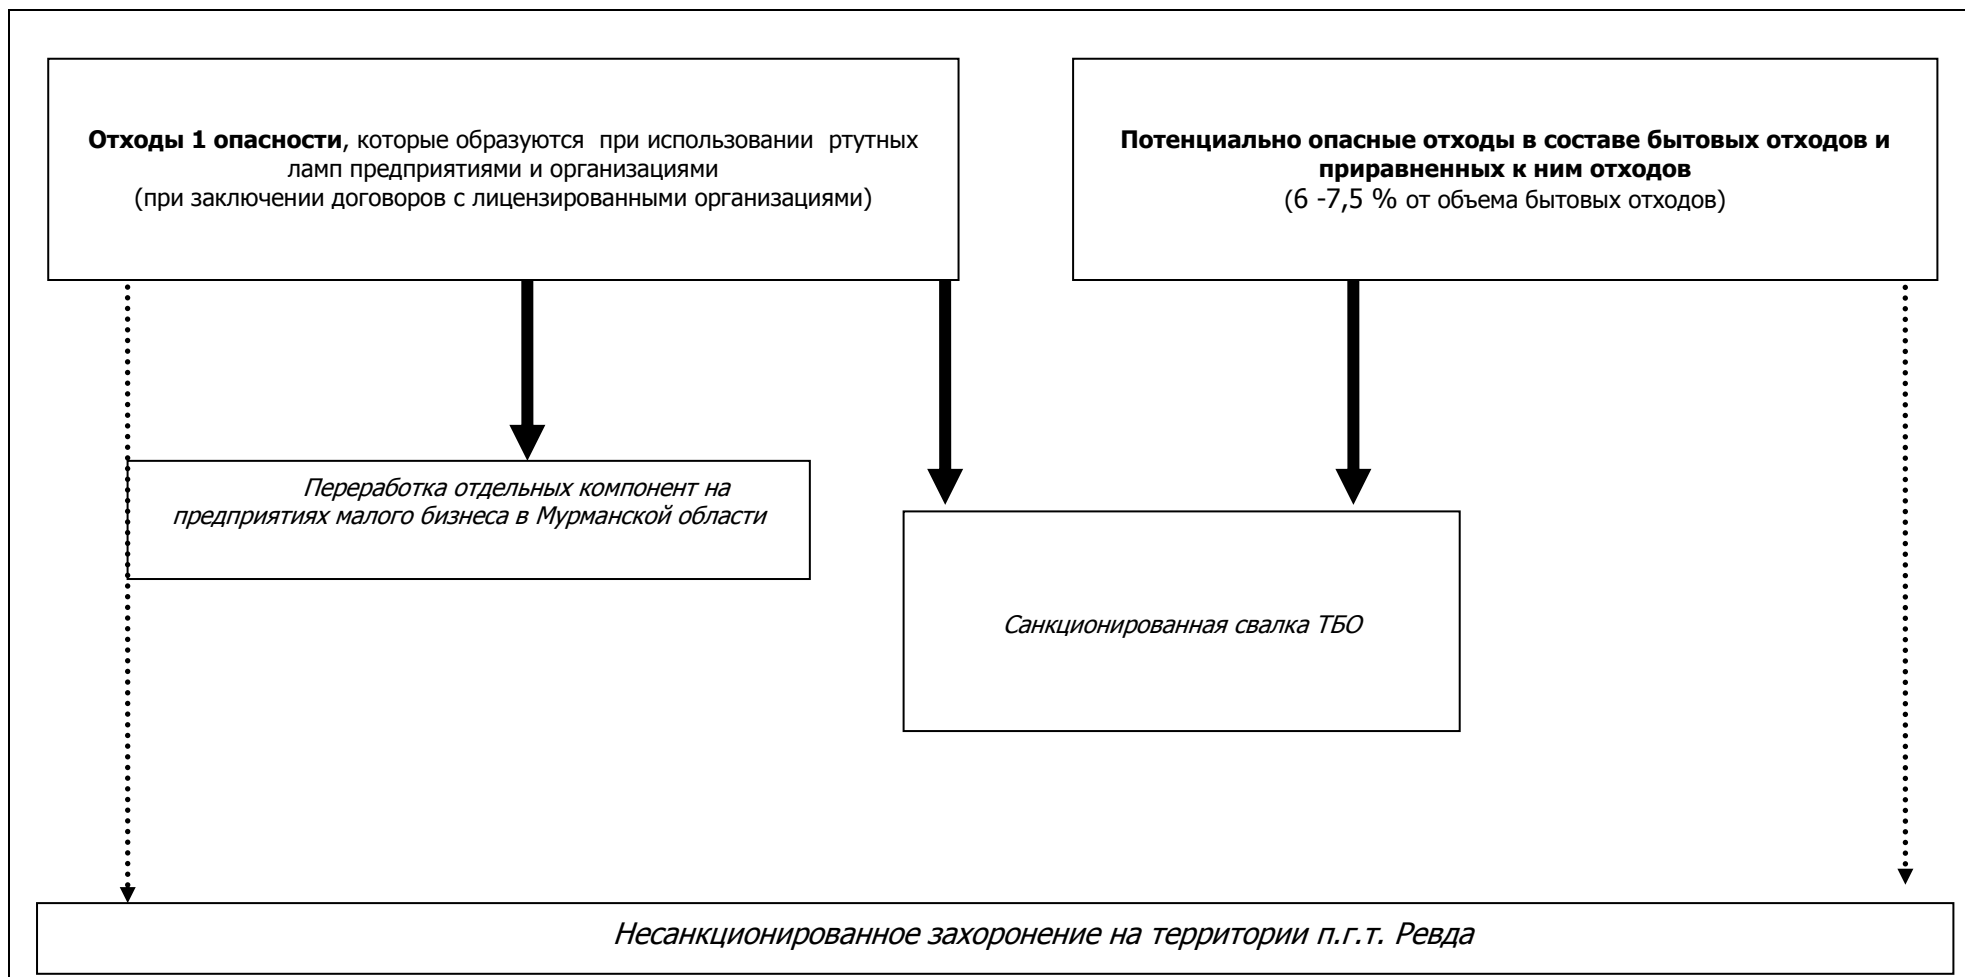 Отходы 1 опасности, которые образуются при использовании ртутных
ламп предприятиями и организациями
(при заключении договоров с лицензированными организациями)
Потенциально опасные отходы в составе бытовых отходов и
приравненных к ним отходов
(6 -7,5 % от объема бытовых отходов)
Переработка отдельных компонент на
предприятиях малого бизнеса в Мурманской области
Санкционированная свалка ТБО
Несанкционированное захоронение на территории п.г.т. Ревда